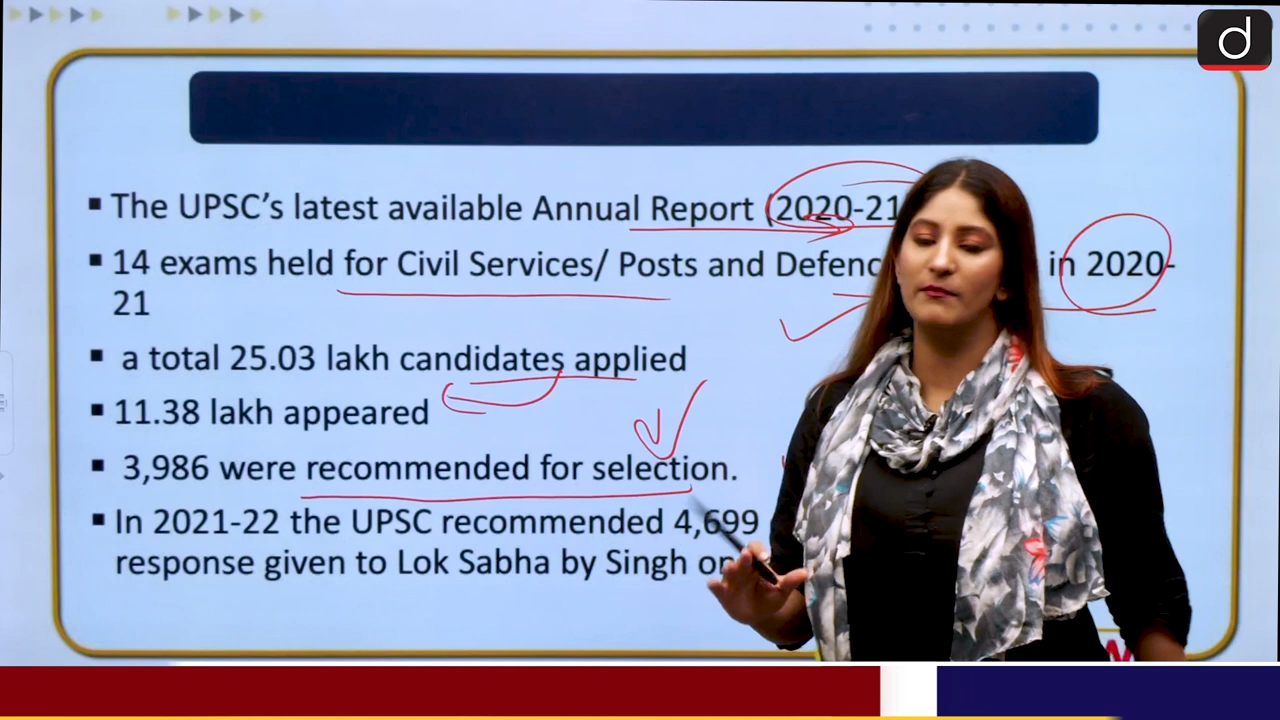 d
▪ The UPSC's latest available Annual Report (2020-21
▪ 14 exams held for Civil Services/ Posts and Defenc in 2020-
21
▪ a total 25.03 lakh candidates applied
▪ 11.38 lakh appeared
▪ 3,986 were recommended for selection.
▪ In 2021-22 the UPSC recommended 4,699
response given to Lok Sabha by Singh on